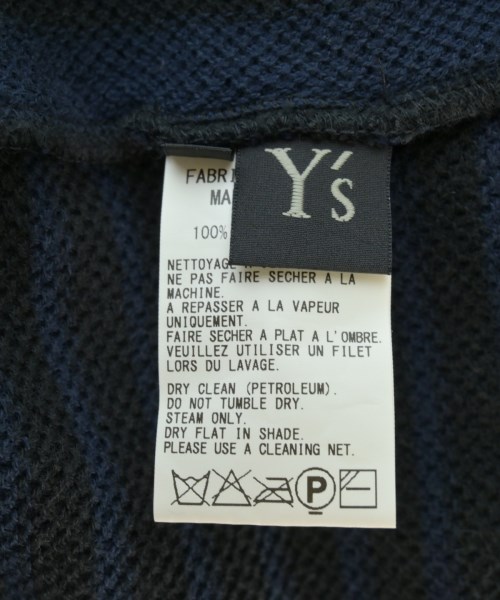 Y's
FABRI
MA
100%
NETTOYAGE
NE PAS FAIRE SECHER A LA
MACHINE.
A REPASSER A LA VAPEUR
UNIQUEMENT.
FAIRE SECHER A PLAT A L'OMBRE.
VEUILLEZ UTILISER UN FILET
LORS DU LAVAGE.
DRY CLEAN (PETROLEUM).
DO NOT TUMBLE DRY.
STEAM ONLY.
DRY FLAT IN SHADE.
PLEASE USE A CLEANING NET.
P